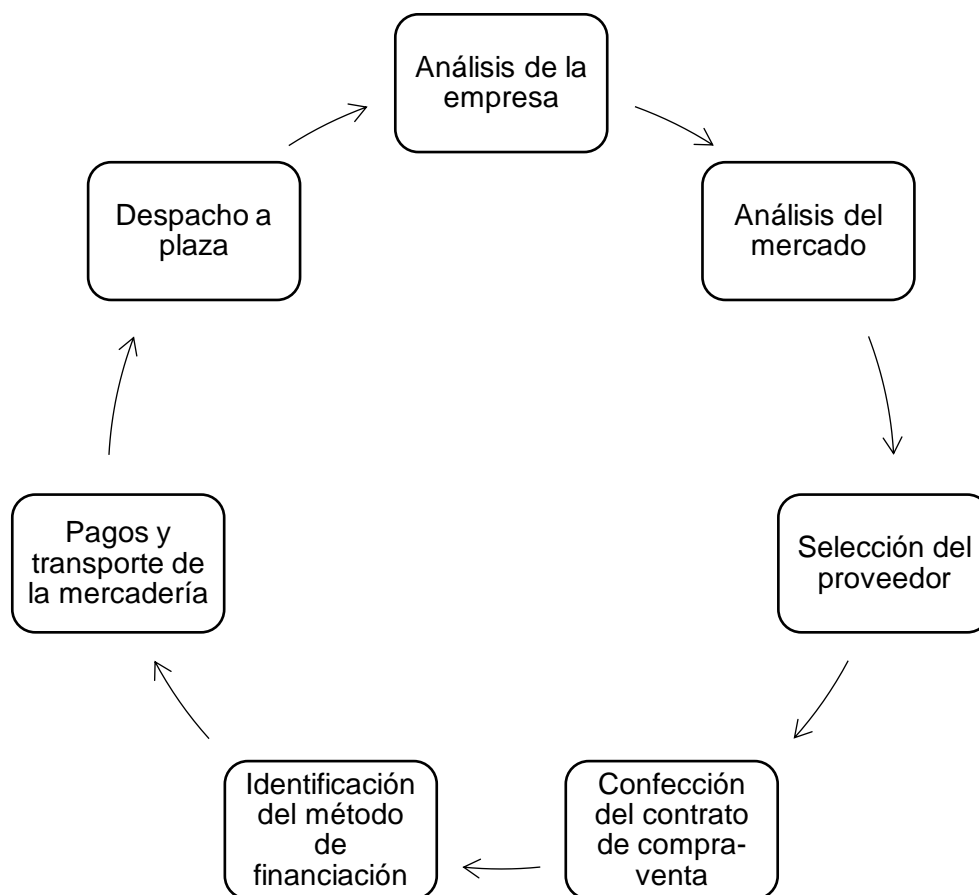 Análisis de la
empresa
Análisis del
mercado
Selección del
proveedor
Confección
del contrato
de compra-
venta
Identificación
del método
de
financiación
Pagos y
transporte de
la mercadería
Despacho a
plaza